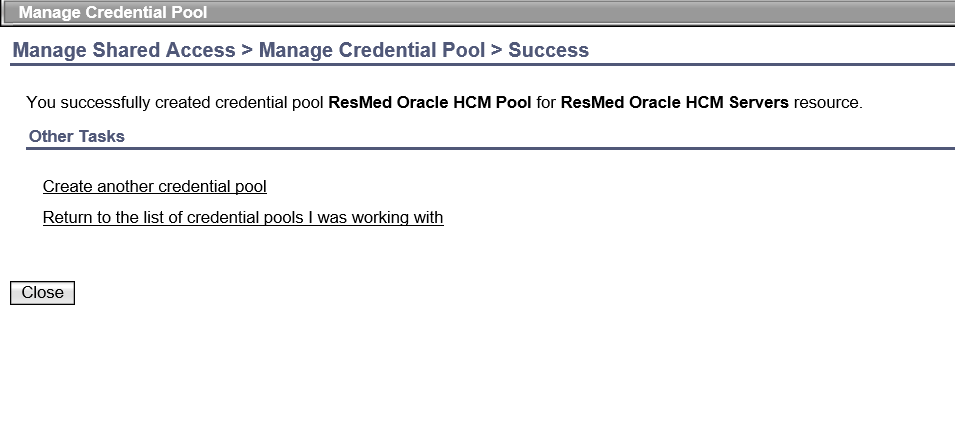 Manage Credential Pool
Manage Shared Access > Manage Credential Pool > Success
You successfully created credential pool ResMed Oracle HCM Pool for ResMed Oracle HCM Servers resource.
Other Tasks
Create another credential pool
Return to the list of credential pools I was working with
Close